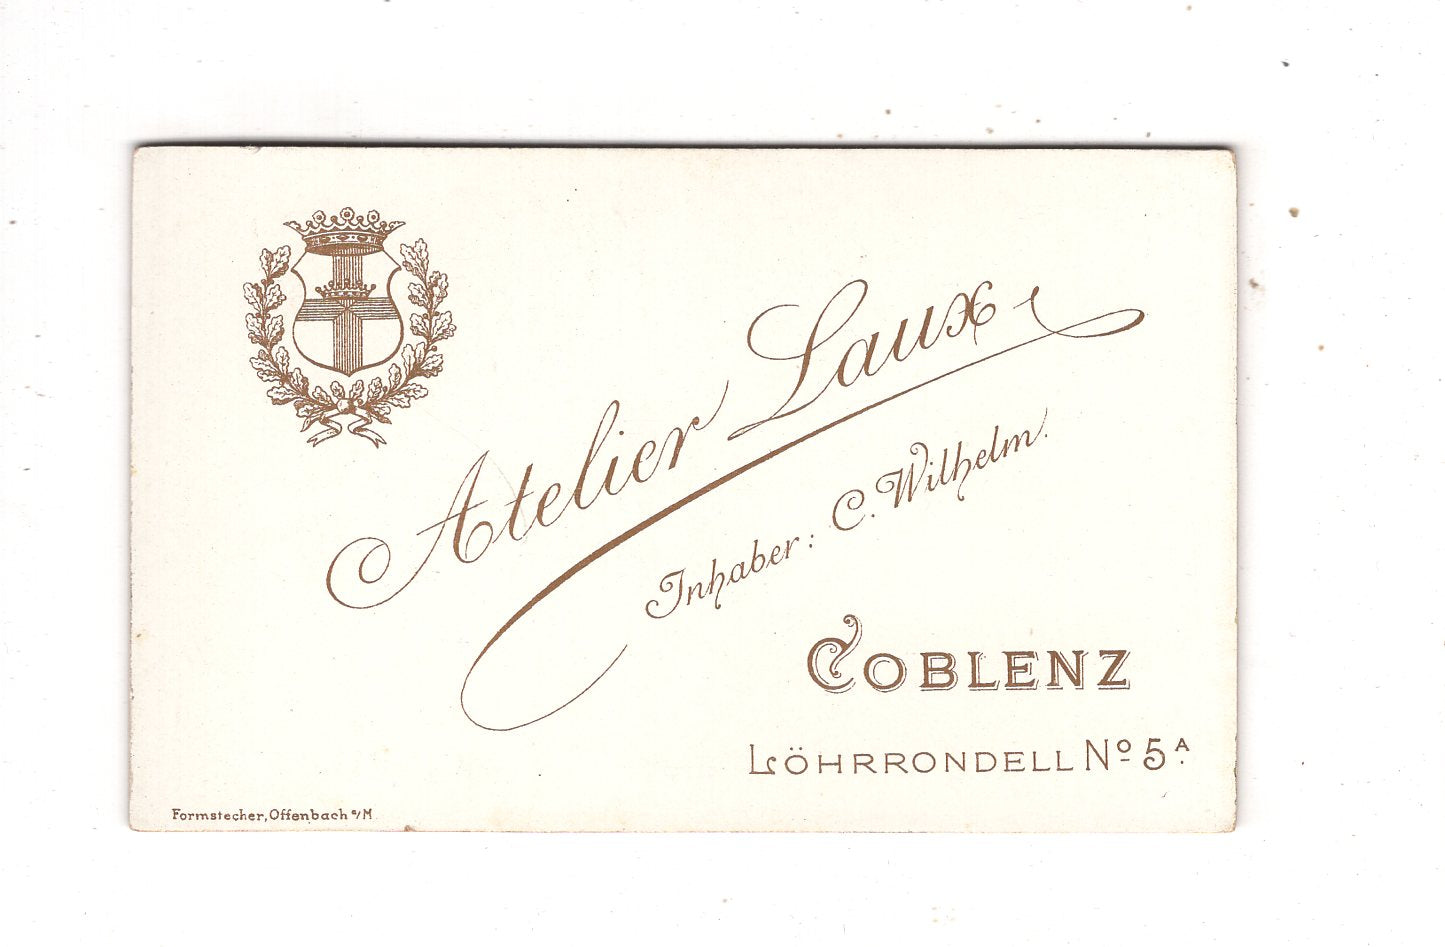 Atelier Laux
Inhaber: C. Wilhelm.
COBLENZ
LÖHRRONDELL Nº 5A.
Formstecher, Offenbach a/M.